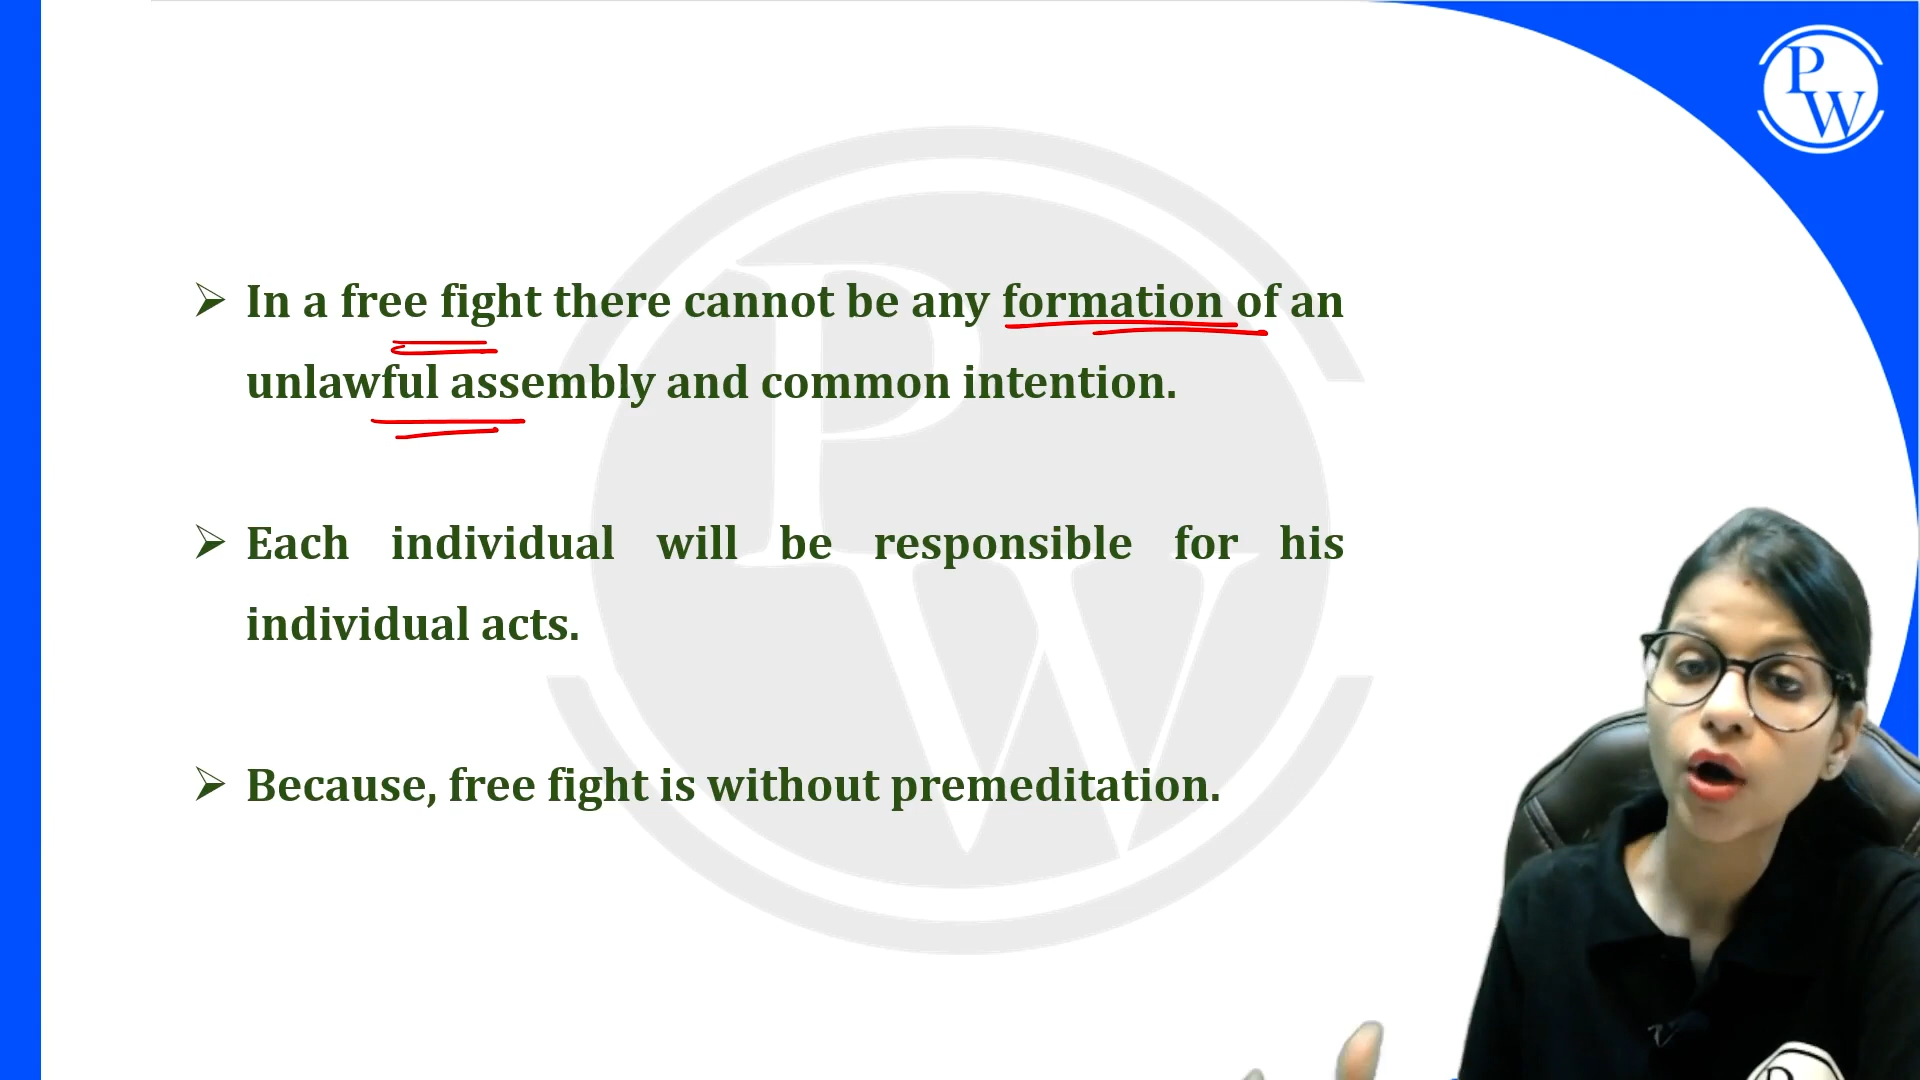 P
W
➢ In a free fight there cannot be any formation of an
unlawful assembly and common intention.
➢ Each individual will be responsible for his
individual acts.
➢ Because, free fight is without premeditation.
P
W
P